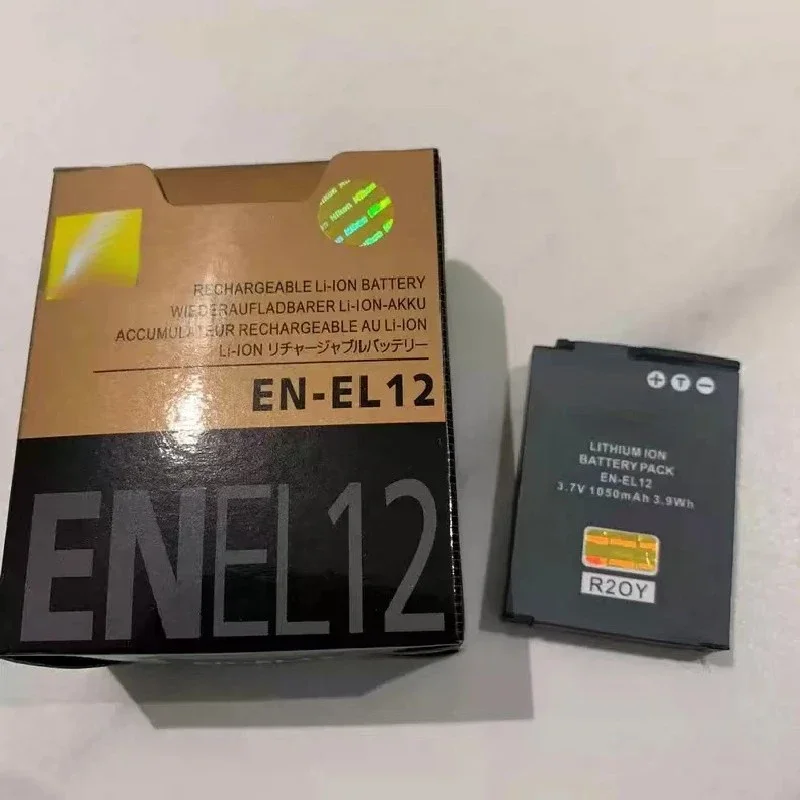 Nikon
RECHARGEABLE LI-ION BATTERY
WIEDERAUFLADBARER LI-ION-AKKU
ACCUMULATEUR RECHARGEABLE AU LI-ION
LI-ION リチャージャブルバッテリー
EN-EL12
ENEL12
+ T −
LITHIUM ION
BATTERY PACK
EN-EL12
3.7V 1050mAh 3.9Wh
R2OY